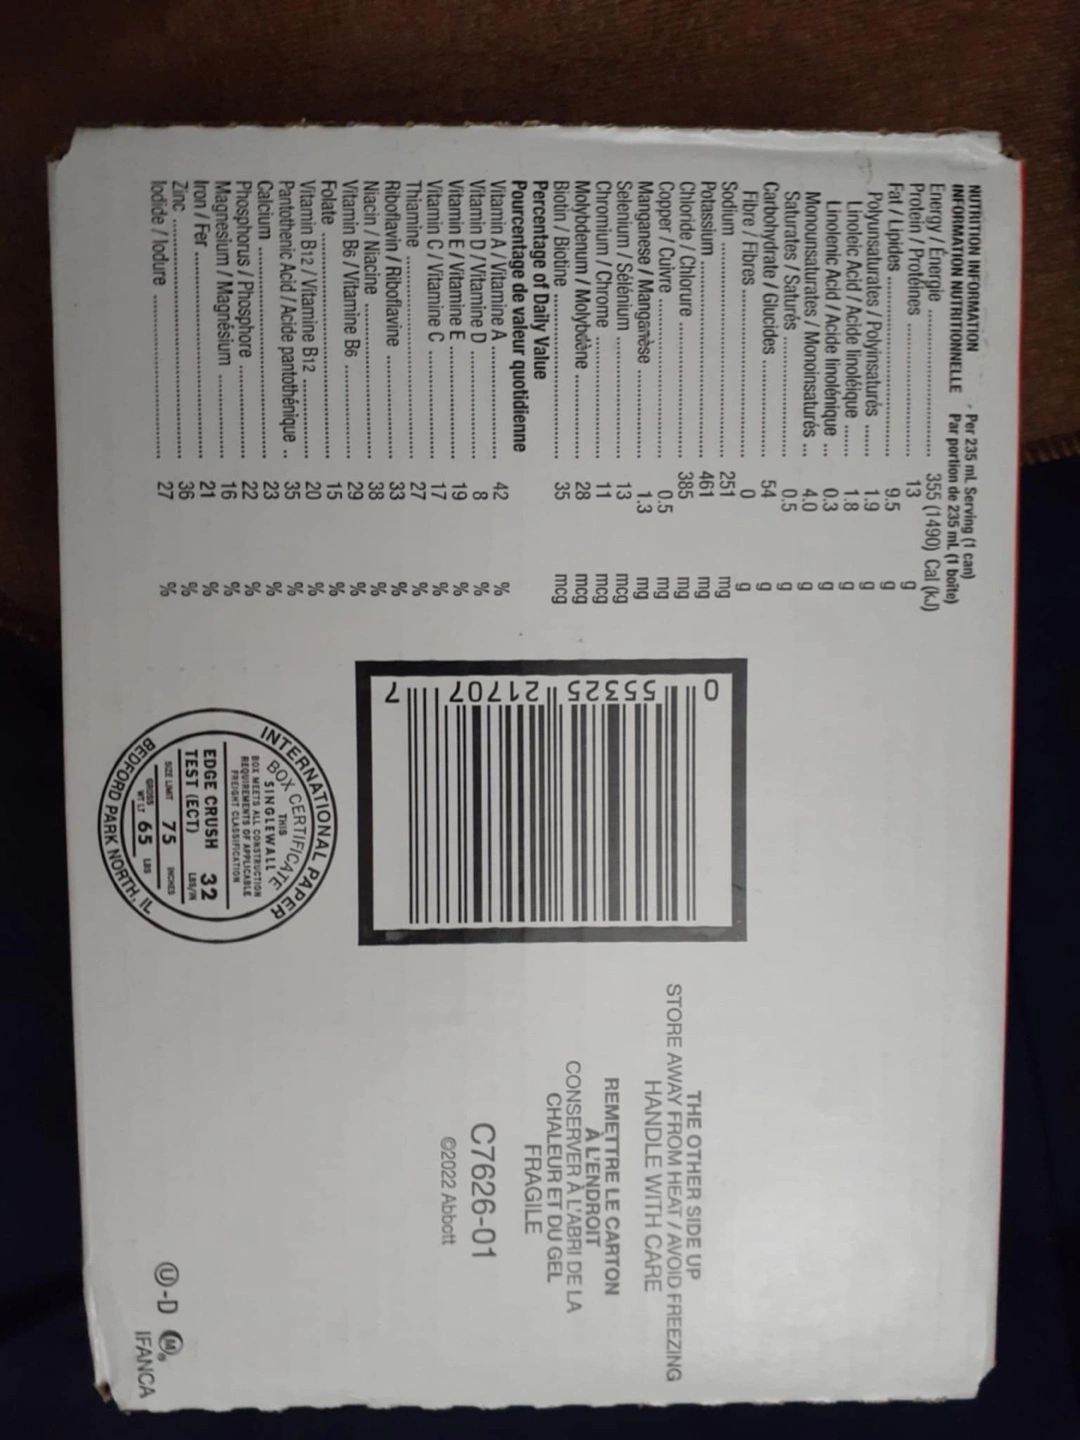 NUTRITION INFORMATION Per 235 mL Serving (1 can)
INFORMATION NUTRITIONNELLE Par portion de 235 mL (1 boîte)
Energy / Énergie 355 (1490) Cal (kJ)
Protein / Protéines 13 g
Fat / Lipides 9.5 g
Polyunsaturates / Polyinsaturés 1.9 g
Linoleic Acid / Acide linoléique 1.8 g
Linolenic Acid / Acide linolénique 0.3 g
Monounsaturates / Monoinsaturés 4.0 g
Saturates / Saturés 0.5 g
Carbohydrate / Glucides 54 g
Fibre / Fibres 0 g
Sodium 251 mg
Potassium 461 mg
Chloride / Chlorure 385 mg
Copper / Cuivre 0.5 mg
Manganese / Manganèse 1.3 mg
Selenium / Sélénium 13 mcg
Chromium / Chrome 11 mcg
Molybdenum / Molybdène 28 mcg
Biotin / Biotine 35 mcg
Percentage of Daily Value
Pourcentage de valeur quotidienne
Vitamin A / Vitamine A 42 %
Vitamin D / Vitamine D 8 %
Vitamin E / Vitamine E 19 %
Vitamin C / Vitamine C 17 %
Thiamine 27 %
Riboflavin / Riboflavine 33 %
Niacin / Niacine 38 %
Vitamin B6 / Vitamine B6 29 %
Folate 15 %
Vitamin B12 / Vitamine B12 20 %
Pantothenic Acid / Acide pantothénique 35 %
Calcium 23 %
Phosphorus / Phosphore 22 %
Magnesium / Magnésium 16 %
Iron / Fer 21 %
Zinc 36 %
Iodide / Iodure 27 %
0 55325 21707 7
INTERNATIONAL PAPER
BOX CERTIFICATE
THIS
SINGLEWALL
BOX MEETS ALL CONSTRUCTION
REQUIREMENTS OF APPLICABLE
FREIGHT CLASSIFICATION
EDGE CRUSH
TEST (ECT) 32 LBS/IN
SIZE LIMIT 75 INCHES
GROSS
WT LT 65 LBS
BEDFORD PARK NORTH, IL
THE OTHER SIDE UP
STORE AWAY FROM HEAT / AVOID FREEZING
HANDLE WITH CARE
REMETTRE LE CARTON
À L'ENDROIT
CONSERVER À L'ABRI DE LA
CHALEUR ET DU GEL
FRAGILE
C7626-01
©2022 Abbott
U-D M®
IFANCA